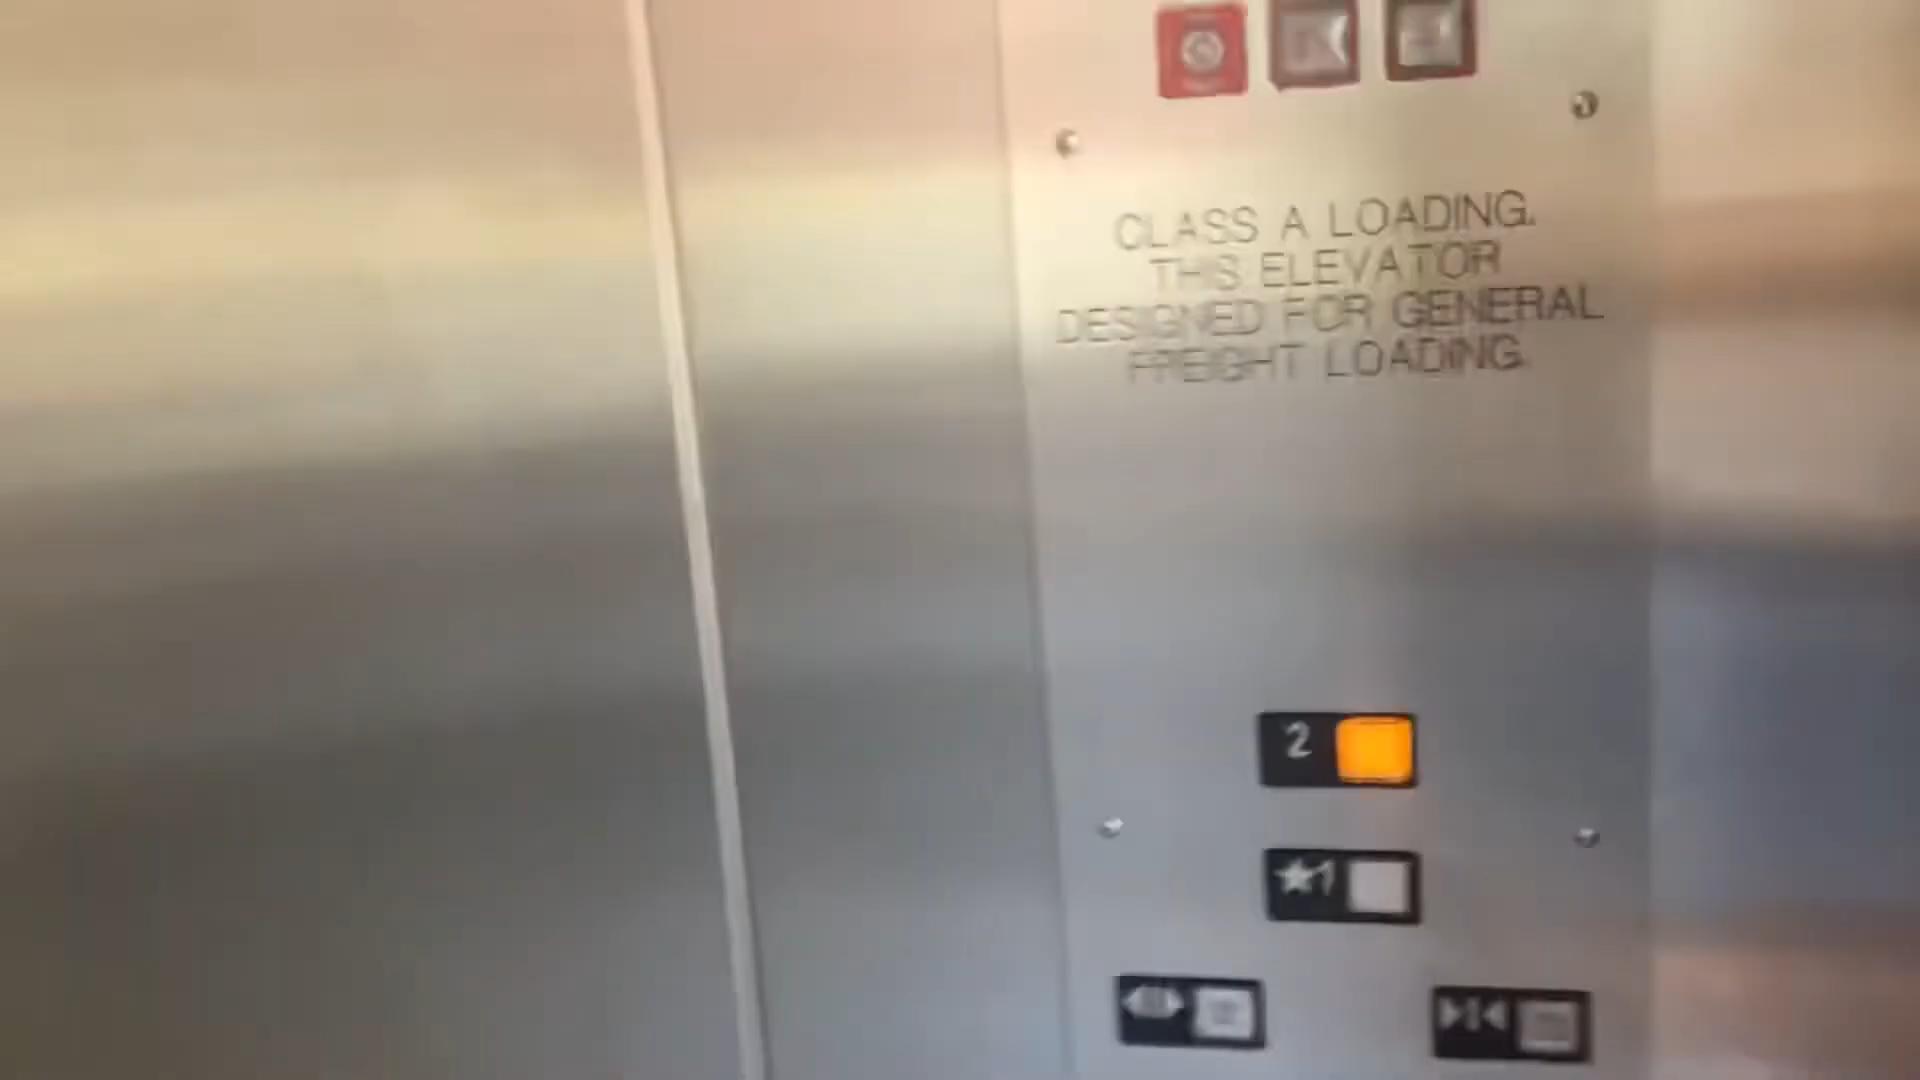 CLASS A LOADING.
THIS ELEVATOR
DESIGNED FOR GENERAL
FREIGHT LOADING.
2
★1